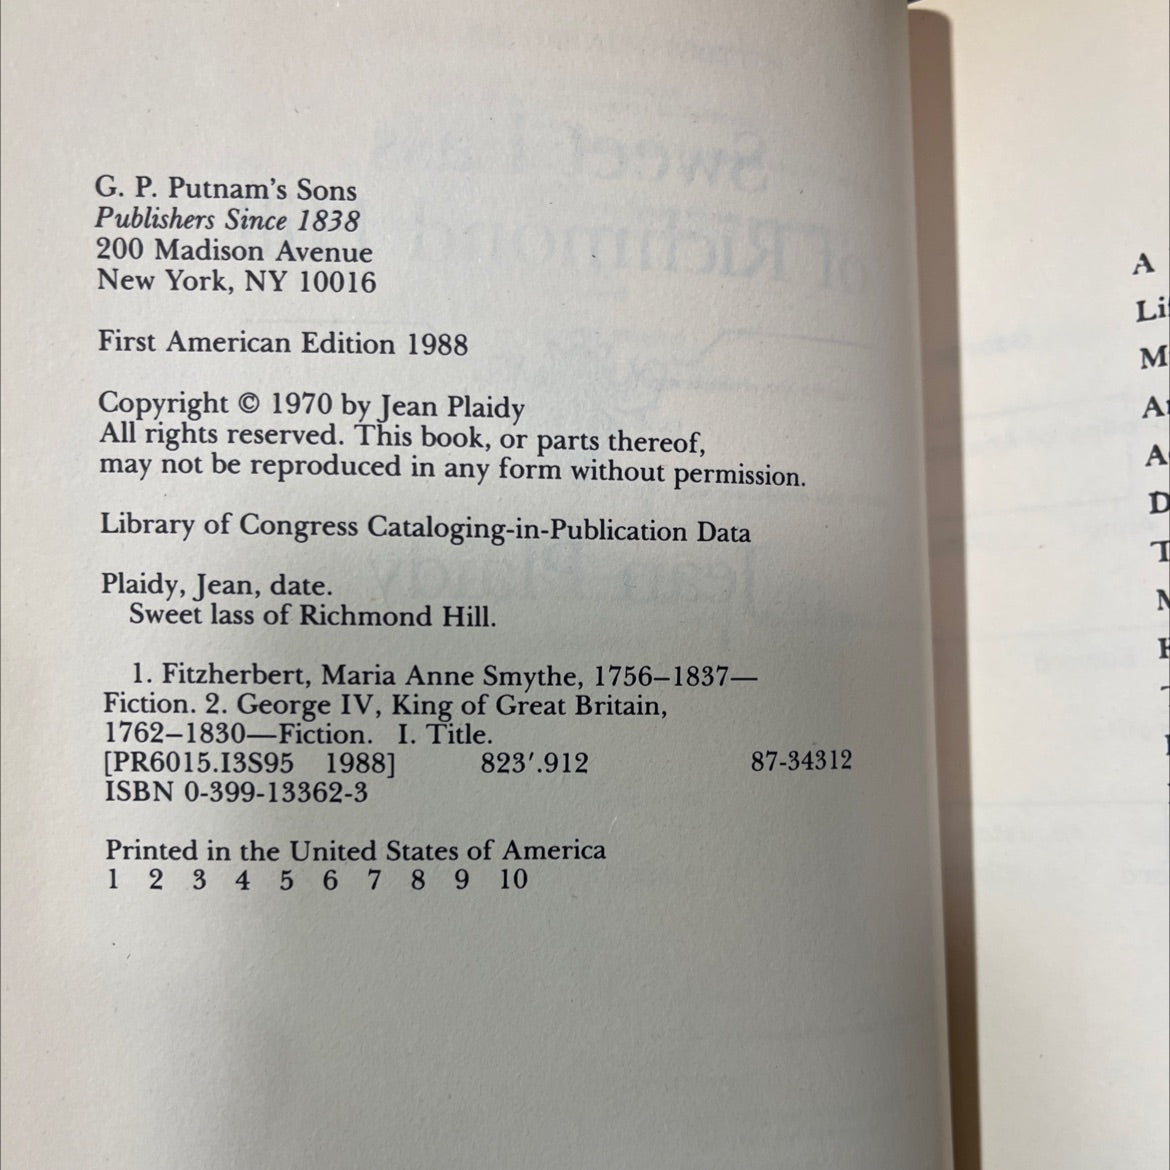 G. P. Putnam's Sons
Publishers Since 1838
200 Madison Avenue
New York, NY 10016
First American Edition 1988
Copyright © 1970 by Jean Plaidy
All rights reserved. This book, or parts thereof,
may not be reproduced in any form without permission.
Library of Congress Cataloging-in-Publication Data
Plaidy, Jean, date.
Sweet lass of Richmond Hill.
1. Fitzherbert, Maria Anne Smythe, 1756–1837—
Fiction. 2. George IV, King of Great Britain,
1762–1830—Fiction. I. Title.
[PR6015.I3S95 1988] 823′.912 87-34312
ISBN 0-399-13362-3
Printed in the United States of America
1 2 3 4 5 6 7 8 9 10
A